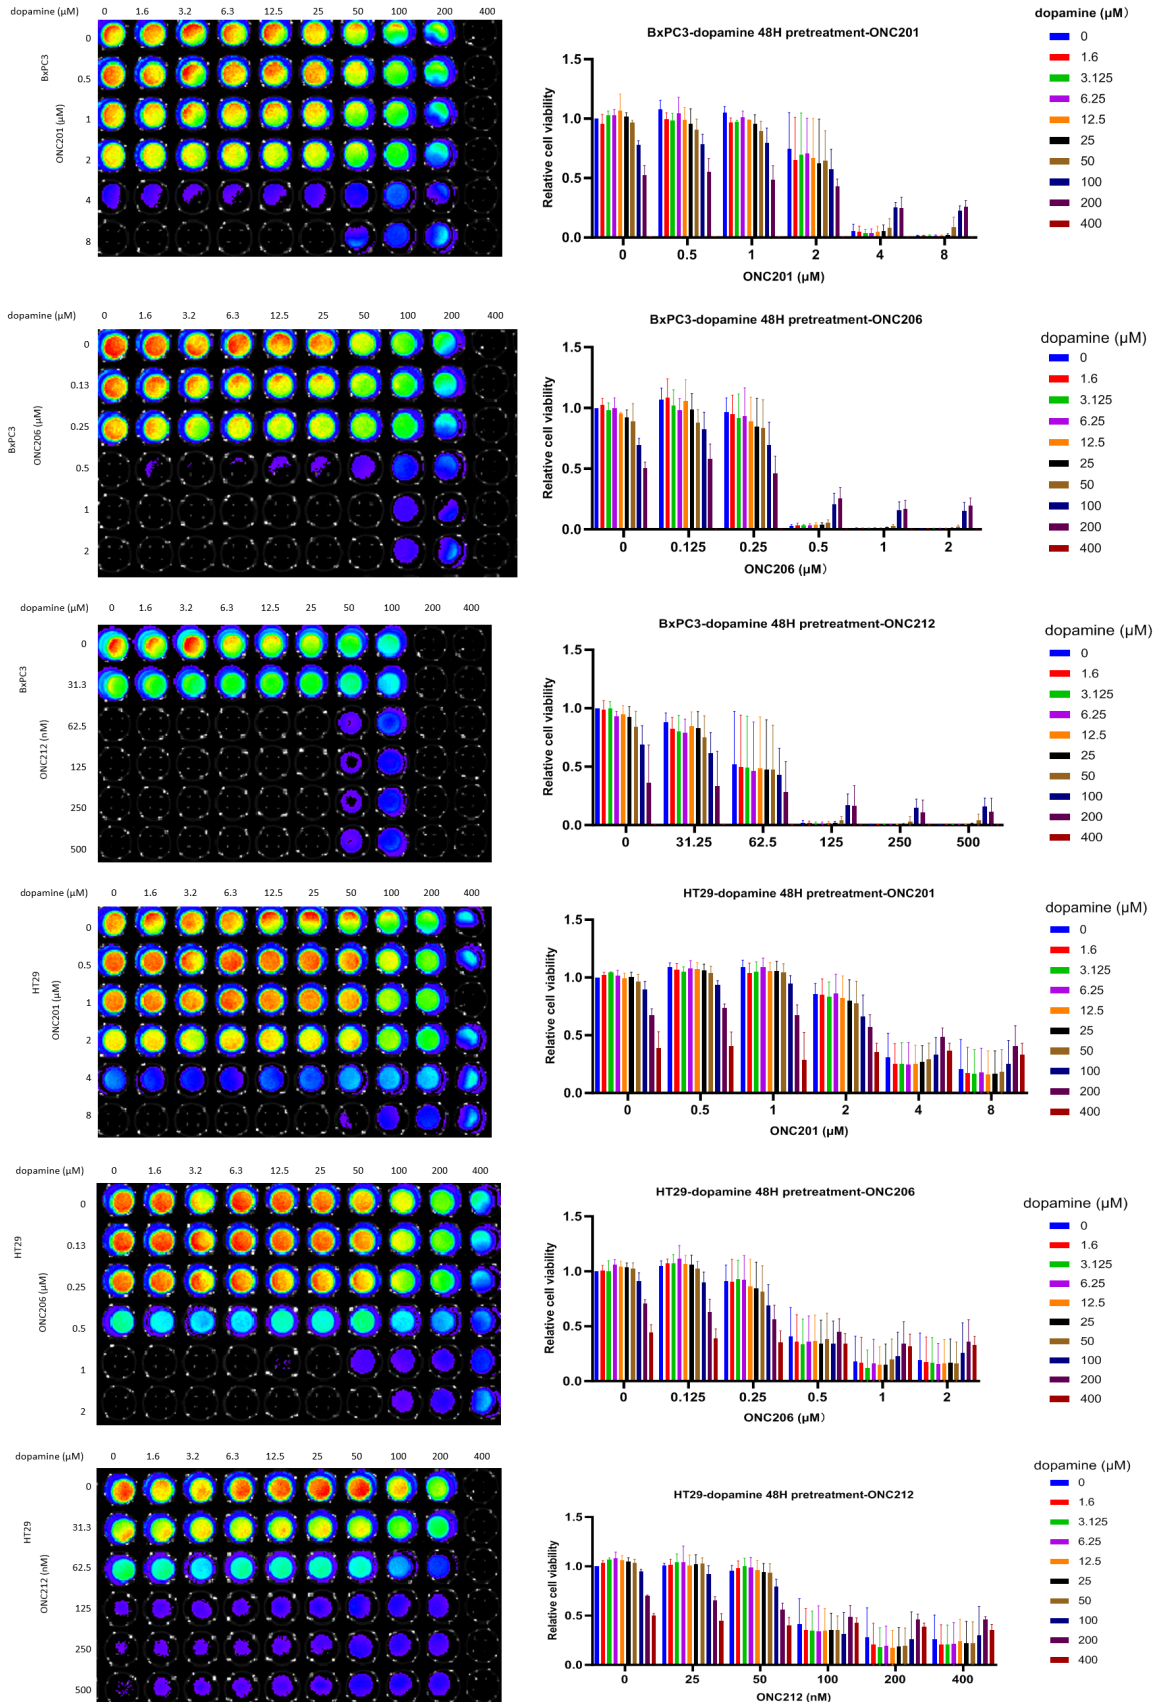 dopamine (µM) 0 1.6 3.2 6.3 12.5 25 50 100 200 400
BxPC3
ONC201 (µM)
0
0.5
1
2
4
8
BxPC3-dopamine 48H pretreatment-ONC201
Relative cell viability
1.5
1.0
0.5
0.0
0 0.5 1 2 4 8
ONC201 (µM)
dopamine (µM)
0
1.6
3.125
6.25
12.5
25
50
100
200
400
dopamine (µM) 0 1.6 3.2 6.3 12.5 25 50 100 200 400
BxPC3
ONC206 (µM)
0
0.13
0.25
0.5
1
2
BxPC3-dopamine 48H pretreatment-ONC206
Relative cell viability
1.5
1.0
0.5
0.0
0 0.125 0.25 0.5 1 2
ONC206 (µM)
dopamine (µM)
0
1.6
3.125
6.25
12.5
25
50
100
200
400
dopamine (µM) 0 1.6 3.2 6.3 12.5 25 50 100 200 400
BxPC3
ONC212 (nM)
0
31.3
62.5
125
250
500
BxPC3-dopamine 48H pretreatment-ONC212
Relative cell viability
1.5
1.0
0.5
0.0
0 31.25 62.5 125 250 500
dopamine (µM)
0
1.6
3.125
6.25
12.5
25
50
100
200
400
dopamine (µM) 0 1.6 3.2 6.3 12.5 25 50 100 200 400
HT29
ONC201 (µM)
0
0.5
1
2
4
8
HT29-dopamine 48H pretreatment-ONC201
Relative cell viability
1.5
1.0
0.5
0.0
0 0.5 1 2 4 8
ONC201 (µM)
dopamine (µM)
0
1.6
3.125
6.25
12.5
25
50
100
200
400
dopamine (µM) 0 1.6 3.2 6.3 12.5 25 50 100 200 400
HT29
ONC206 (µM)
0
0.13
0.25
0.5
1
2
HT29-dopamine 48H pretreatment-ONC206
Relative cell viability
1.5
1.0
0.5
0.0
0 0.125 0.25 0.5 1 2
ONC206 (µM)
dopamine (µM)
0
1.6
3.125
6.25
12.5
25
50
100
200
400
dopamine (µM) 0 1.6 3.2 6.3 12.5 25 50 100 200 400
HT29
ONC212 (nM)
0
31.3
62.5
125
250
500
HT29-dopamine 48H pretreatment-ONC212
Relative cell viability
1.5
1.0
0.5
0.0
0 25 50 100 200 400
ONC212 (nM)
dopamine (µM)
0
1.6
3.125
6.25
12.5
25
50
100
200
400